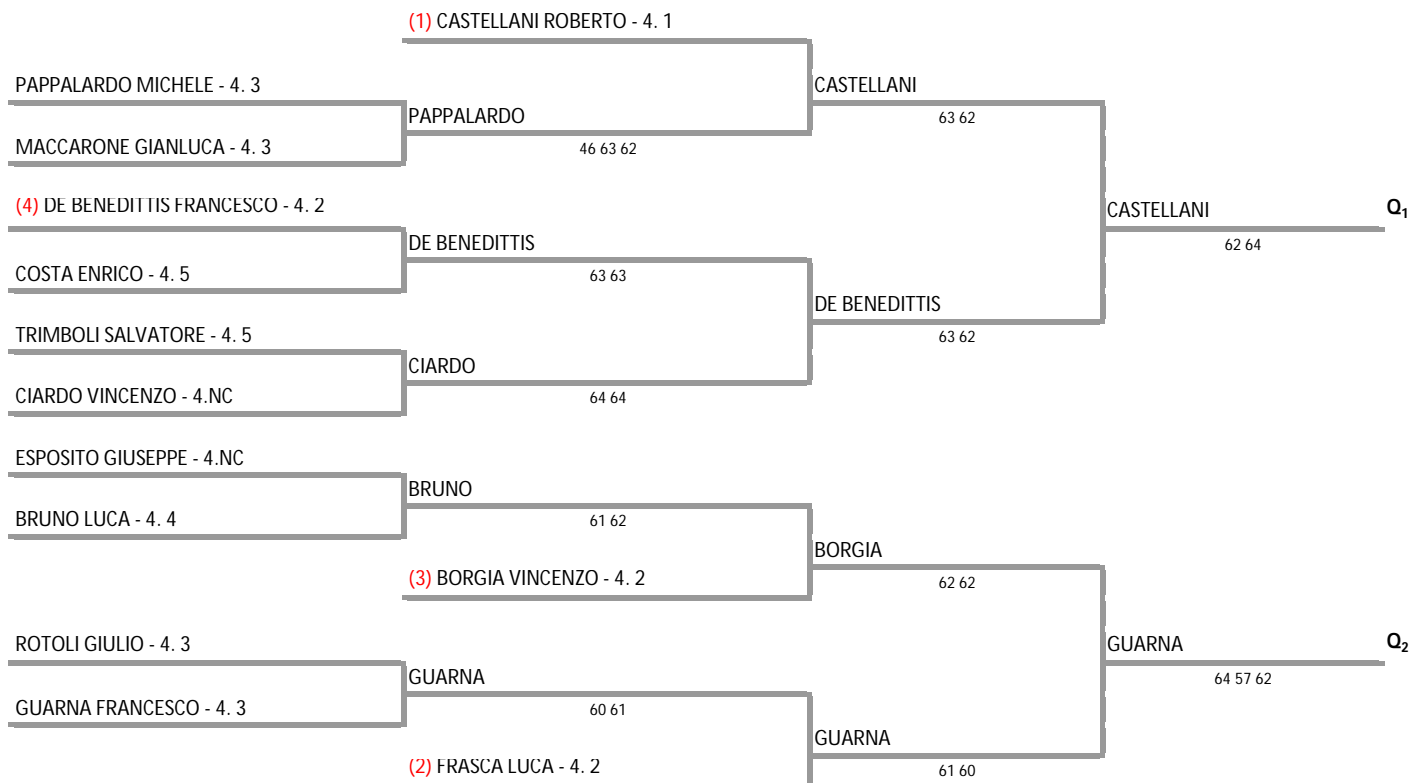 (1) CASTELLANI ROBERTO - 4. 1
PAPPALARDO MICHELE - 4. 3
CASTELLANI
PAPPALARDO
63 62
MACCARONE GIANLUCA - 4. 3
46 63 62
(4) DE BENEDITTIS FRANCESCO - 4. 2
CASTELLANI
Q₁
DE BENEDITTIS
62 64
COSTA ENRICO - 4. 5
63 63
DE BENEDITTIS
TRIMBOLI SALVATORE - 4. 5
63 62
CIARDO
CIARDO VINCENZO - 4.NC
64 64
ESPOSITO GIUSEPPE - 4.NC
BRUNO
BRUNO LUCA - 4. 4
61 62
BORGIA
(3) BORGIA VINCENZO - 4. 2
62 62
ROTOLI GIULIO - 4. 3
GUARNA
Q₂
GUARNA
64 57 62
GUARNA FRANCESCO - 4. 3
60 61
GUARNA
(2) FRASCA LUCA - 4. 2
61 60